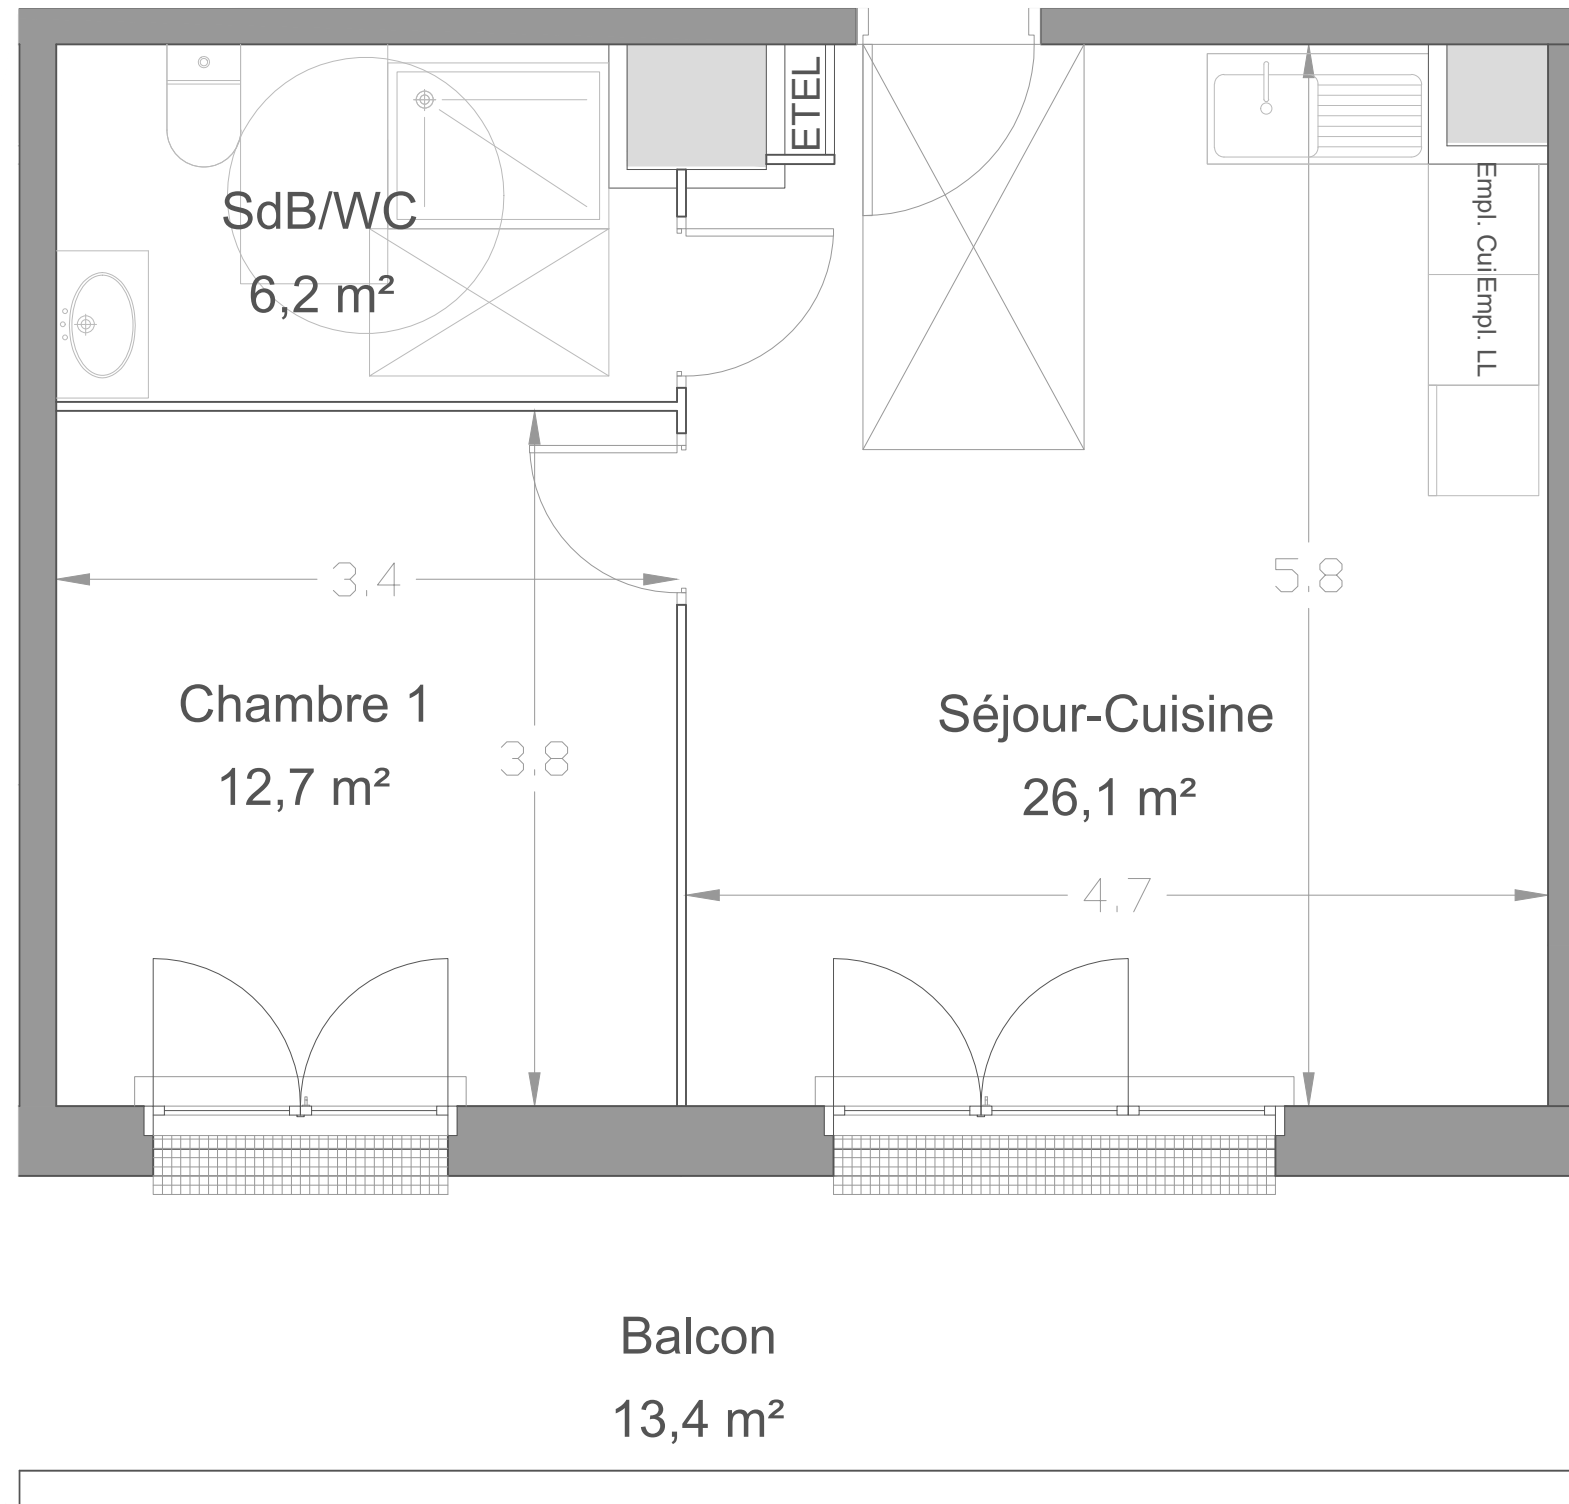 ETEL
SdB/WC
6,2 m²
Empl. Cui
Empl. LL
3,4
5,8
Chambre 1
12,7 m²
3,8
Séjour-Cuisine
26,1 m²
4,7
Balcon
13,4 m²